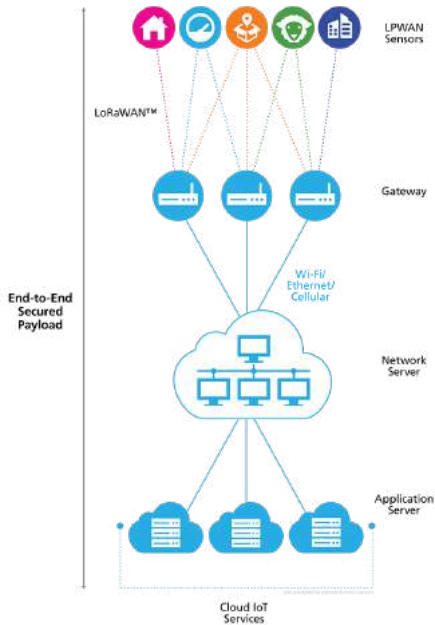 LPWAN
Sensors
LoRaWAN™
Gateway
Wi-Fi/
Ethernet/
Cellular
End-to-End
Secured
Payload
Network
Server
Application
Server
Cloud IoT
Services